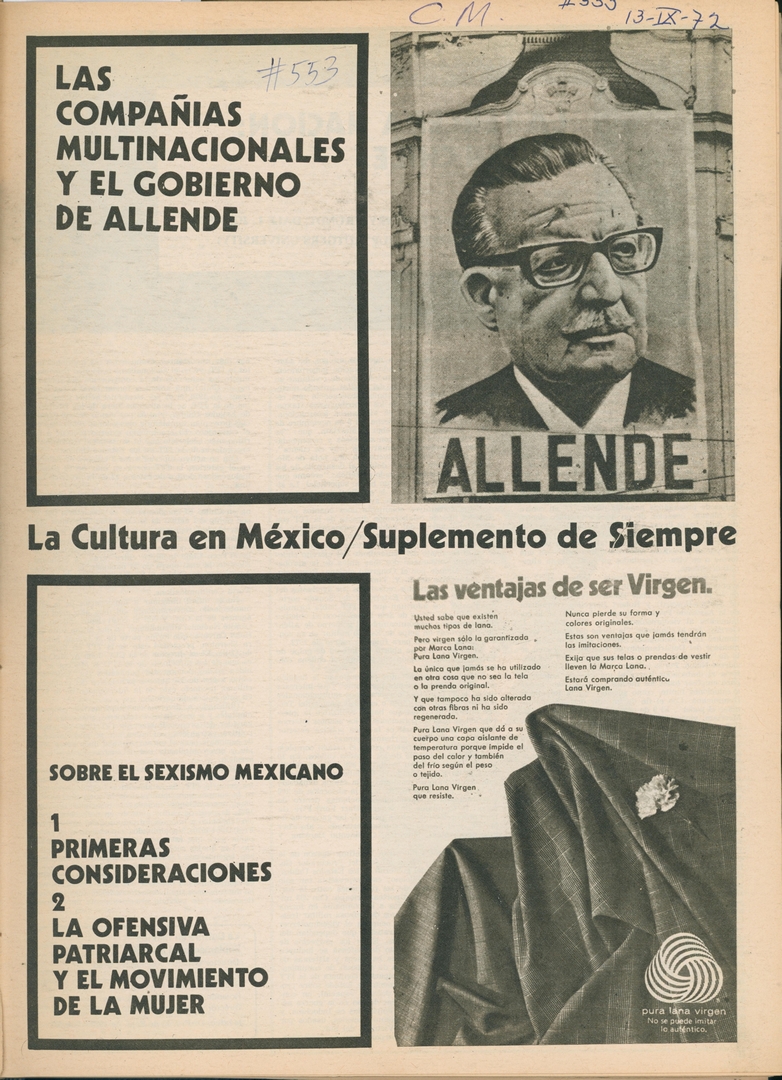 C.M.
#553
13-IX-72
LAS
COMPAÑIAS
MULTINACIONALES
Y EL GOBIERNO
DE ALLENDE
#553
ALLENDE
La Cultura en México/Suplemento de Siempre
SOBRE EL SEXISMO MEXICANO
1
PRIMERAS
CONSIDERACIONES
2
LA OFENSIVA
PATRIARCAL
Y EL MOVIMIENTO
DE LA MUJER
Las ventajas de ser Virgen.
Usted sabe que existen
muchos tipos de lana.
Pero virgen sólo la garantizada
por Marca Lana:
Pura Lana Virgen.
La única que jamás se ha utilizado
en otra cosa que no sea la tela
o la prenda original.
Y que tampoco ha sido alterada
con otras fibras ni ha sido
regenerada.
Pura Lana Virgen que dá a su
cuerpo una capa aislante de
temperatura porque impide el
paso del calor y también
del frío según el peso
o tejido.
Pura Lana Virgen
que resiste.
Nunca pierde su forma y
colores originales.
Estas son ventajas que jamás tendrán
las imitaciones.
Exija que sus telas o prendas de vestir
lleven la Marca Lana.
Estará comprando auténtica
Lana Virgen.
pura lana virgen
No se puede imitar
lo auténtico.